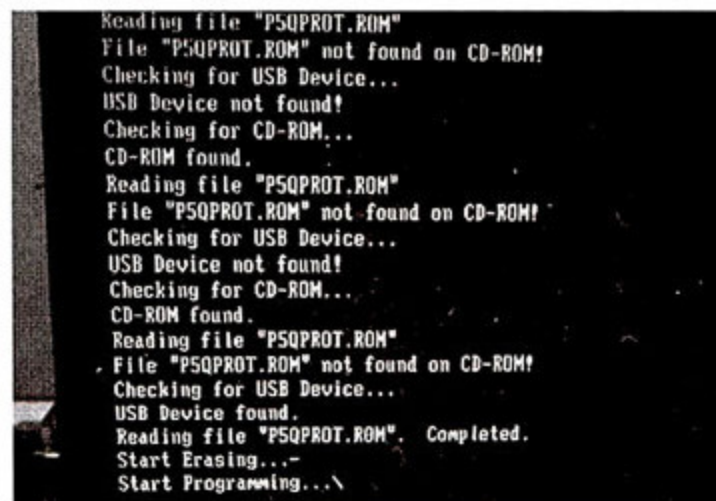 Reading file "P5QPROT.ROM"
File "P5QPROT.ROM" not found on CD-ROM!
Checking for USB Device...
USB Device not found!
Checking for CD-ROM...
CD-ROM found.
Reading file "P5QPROT.ROM"
File "P5QPROT.ROM" not found on CD-ROM!
Checking for USB Device...
USB Device not found!
Checking for CD-ROM...
CD-ROM found.
Reading file "P5QPROT.ROM"
File "P5QPROT.ROM" not found on CD-ROM!
Checking for USB Device...
USB Device found.
Reading file "P5QPROT.ROM".  Completed.
Start Erasing...-
Start Programming...\